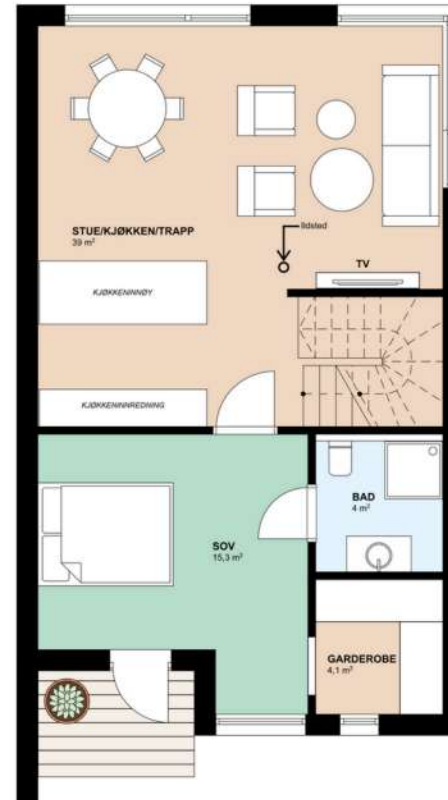 STUE/KJØKKEN/TRAPP
39 m²
Ildsted
TV
KJØKKENINNØY
KJØKKENINNREDNING
BAD
4 m²
SOV
15,3 m²
GARDEROBE
4,1 m²